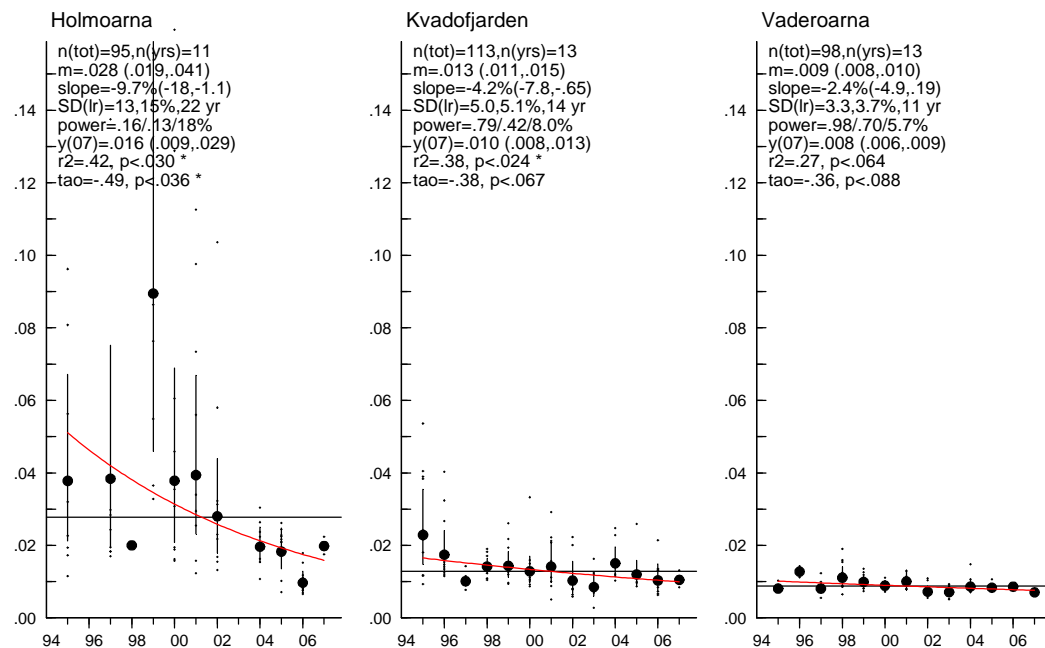 Holmoarna
n(tot)=95,n(yrs)=11
m=.028 (.019,.041)
slope=-9.7%(-18,-1.1)
SD(lr)=13,15%,22 yr
power=.16/.13/18%
y(07)=.016 (.009,.029)
r2=.42, p<.030 *
tao=-.49, p<.036 *
.14
.12
.10
.08
.06
.04
.02
.00
94 96 98 00 02 04 06
Kvadofjarden
n(tot)=113,n(yrs)=13
m=.013 (.011,.015)
slope=-4.2%(-7.8,-.65)
SD(lr)=5.0,5.1%,14 yr
power=.79/.42/8.0%
y(07)=.010 (.008,.013)
r2=.38, p<.024 *
tao=-.38, p<.067
.14
.12
.10
.08
.06
.04
.02
.00
94 96 98 00 02 04 06
Vaderoarna
n(tot)=98,n(yrs)=13
m=.009 (.008,.010)
slope=-2.4%(-4.9,.19)
SD(lr)=3.3,3.7%,11 yr
power=.98/.70/5.7%
y(07)=.008 (.006,.009)
r2=.27, p<.064
tao=-.36, p<.088
.14
.12
.10
.08
.06
.04
.02
.00
94 96 98 00 02 04 06